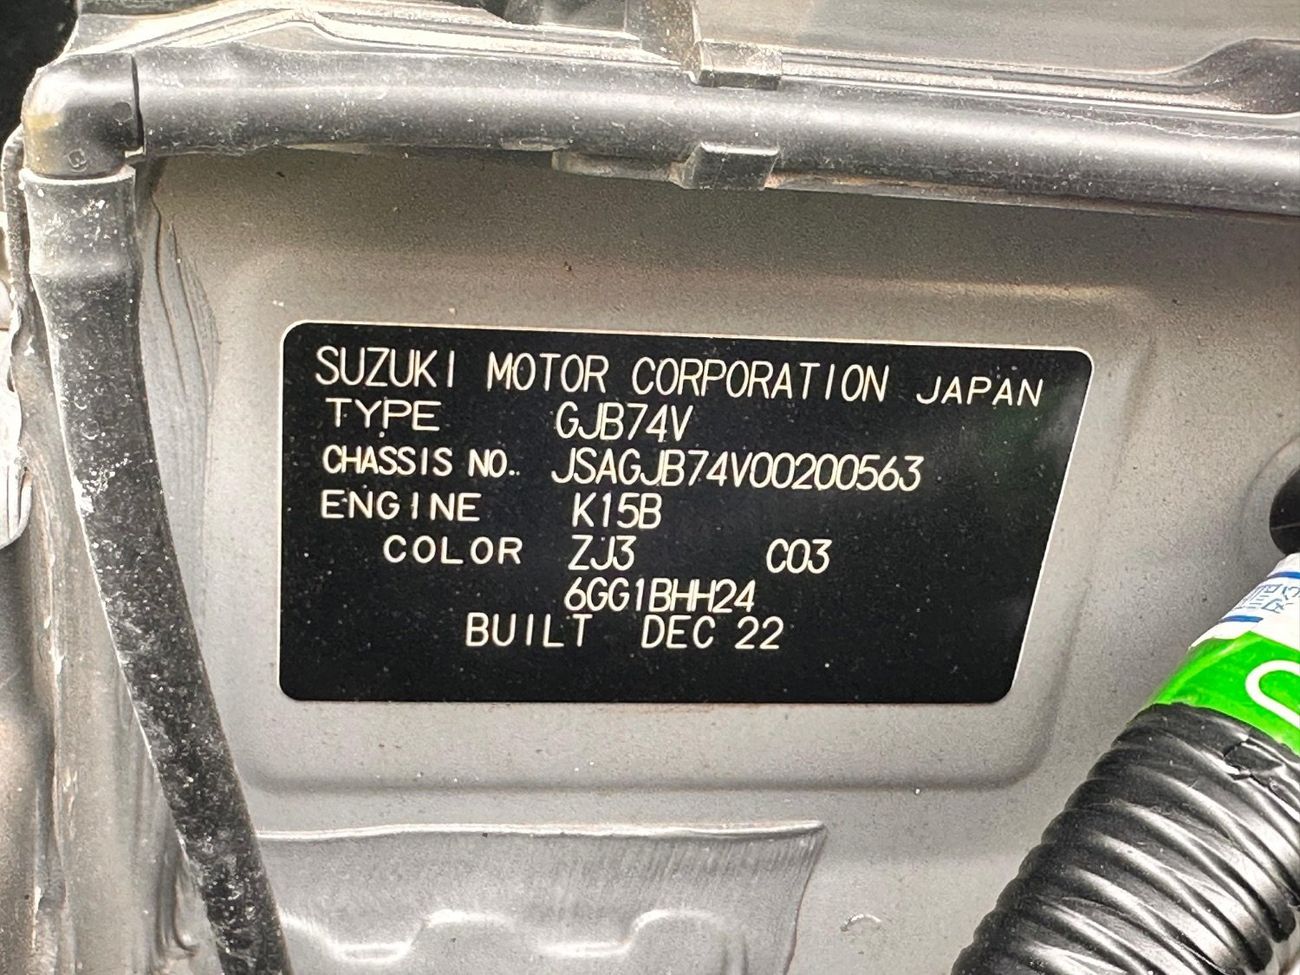 SUZUKI MOTOR CORPORATION JAPAN
TYPE GJB74V
CHASSIS NO. JSAGJB74V00200563
ENGINE K15B
COLOR ZJ3 C03
6GG1BHH24
BUILT DEC 22